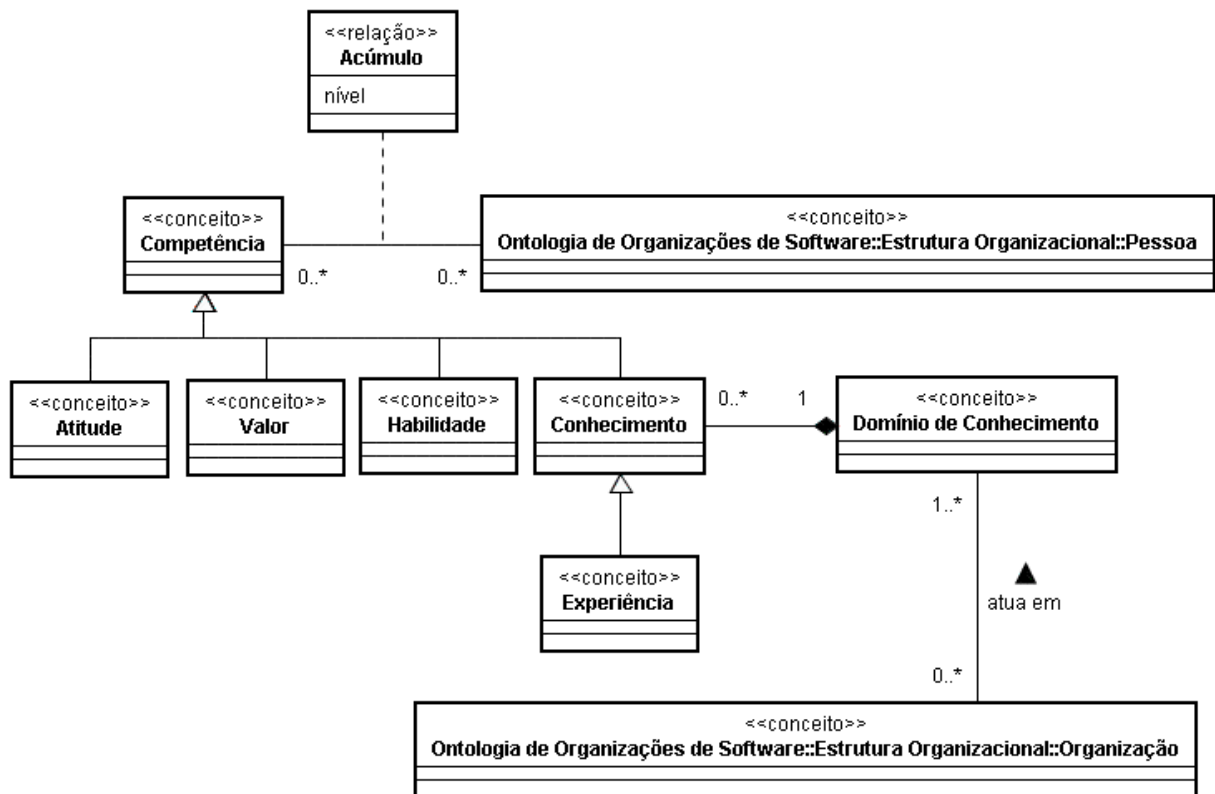 <<relação>>
Acúmulo
nível
<<conceito>>
Competência
<<conceito>>
Ontologia de Organizações de Software::Estrutura Organizacional::Pessoa
0..*
0..*
<<conceito>>
Atitude
<<conceito>>
Valor
<<conceito>>
Habilidade
<<conceito>>
Conhecimento
0..*
1
<<conceito>>
Domínio de Conhecimento
1..*
<<conceito>>
Experiência
atua em
0..*
<<conceito>>
Ontologia de Organizações de Software::Estrutura Organizacional::Organização